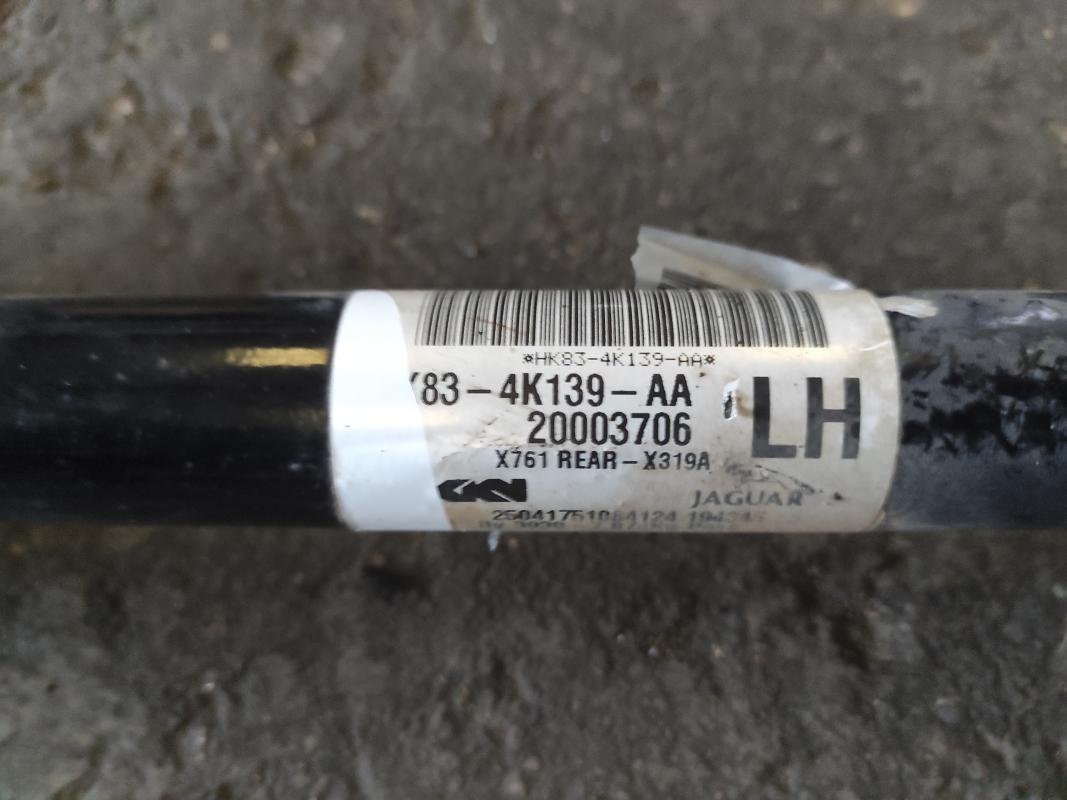 *HK83-4K139-AA*
K83-4K139-AA
20003706
LH
X761 REAR-X319A
GKN
JAGUAR